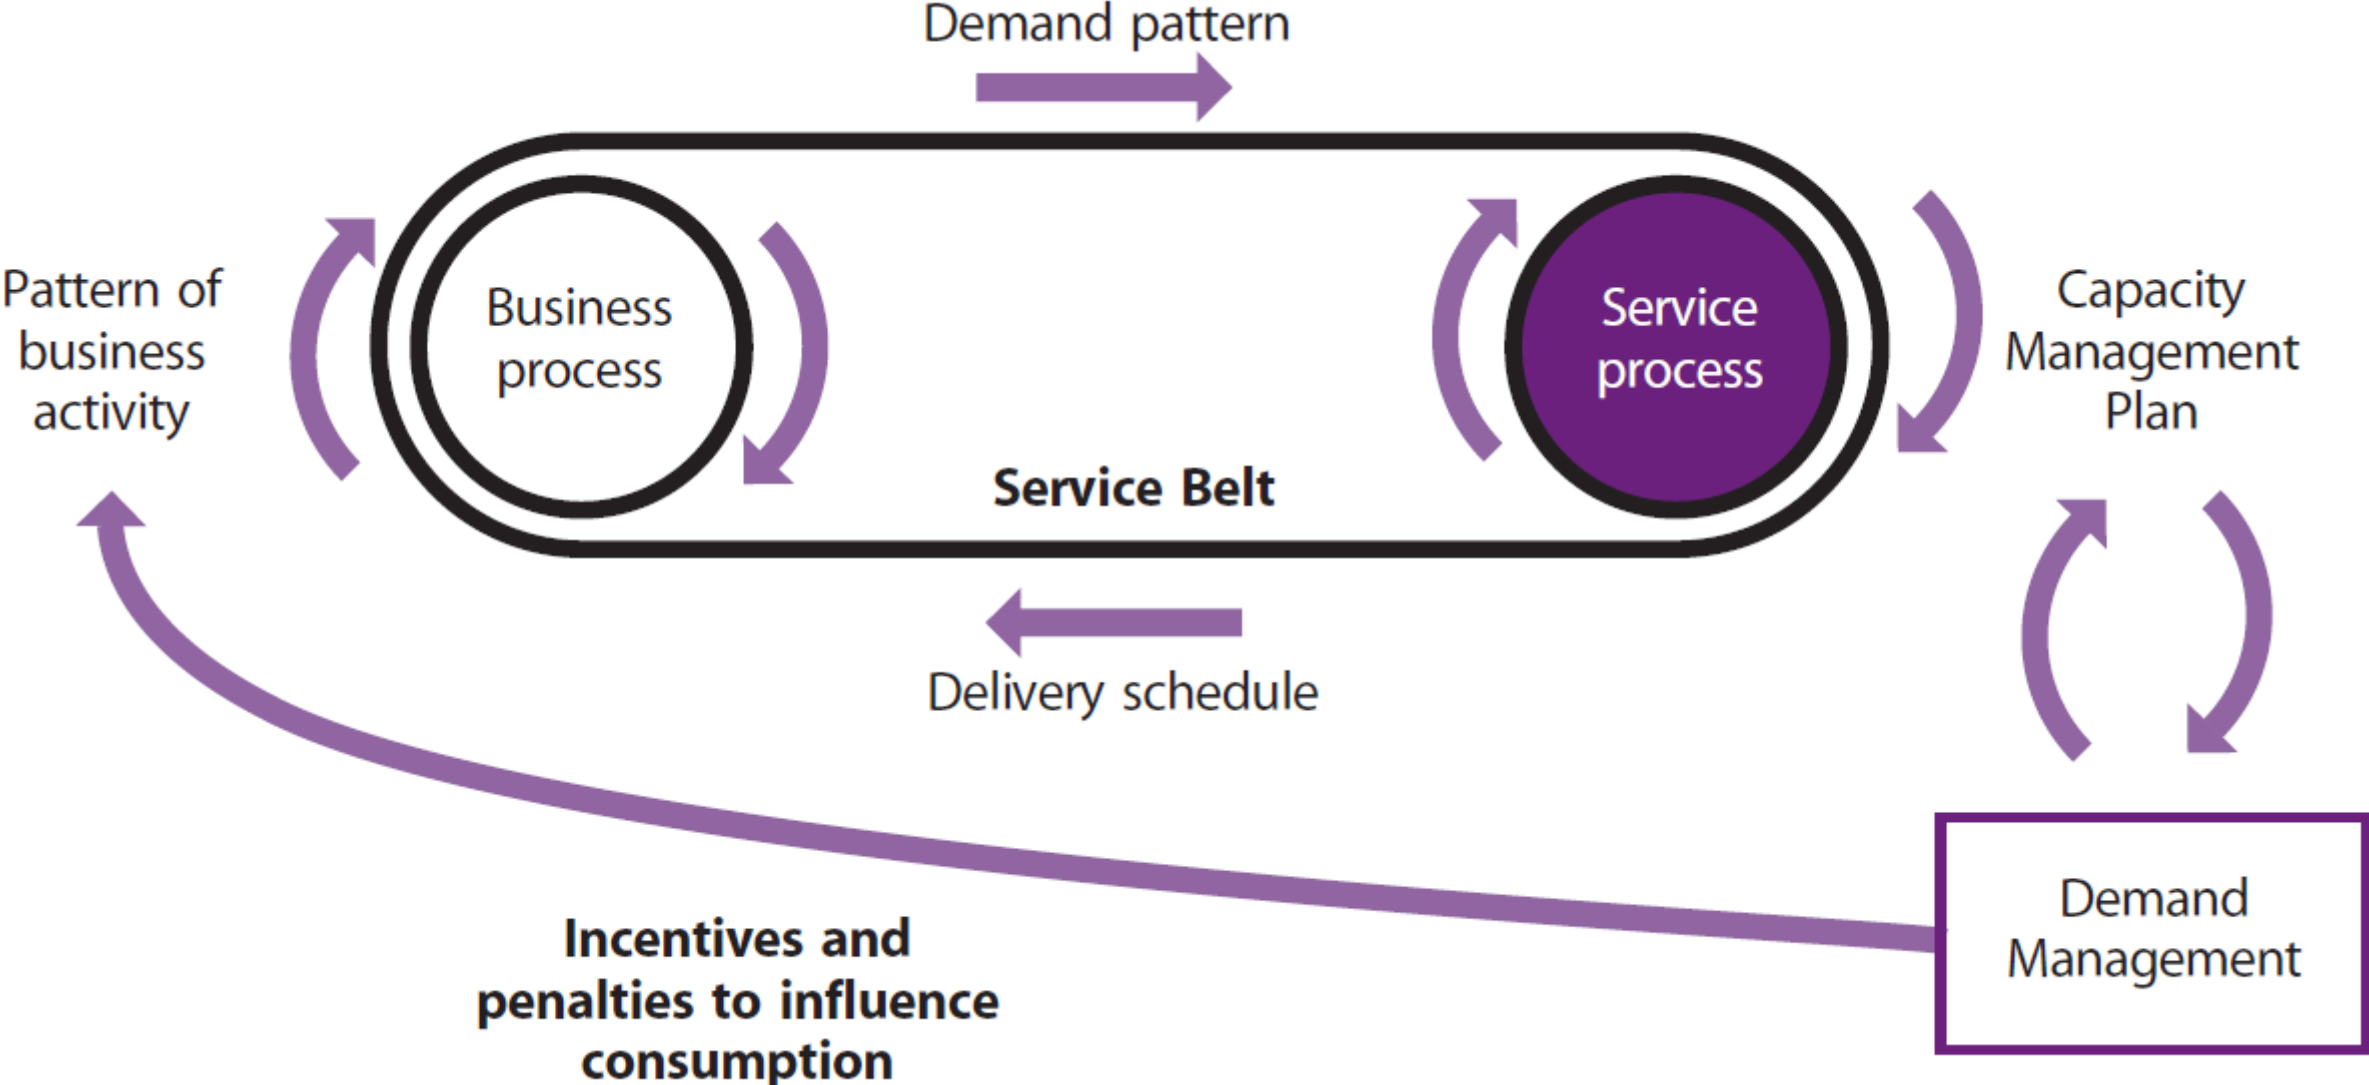 Demand pattern
Pattern of
business
activity
Business
process
Service
process
Capacity
Management
Plan
Service Belt
Delivery schedule
Demand
Management
Incentives and
penalties to influence
consumption